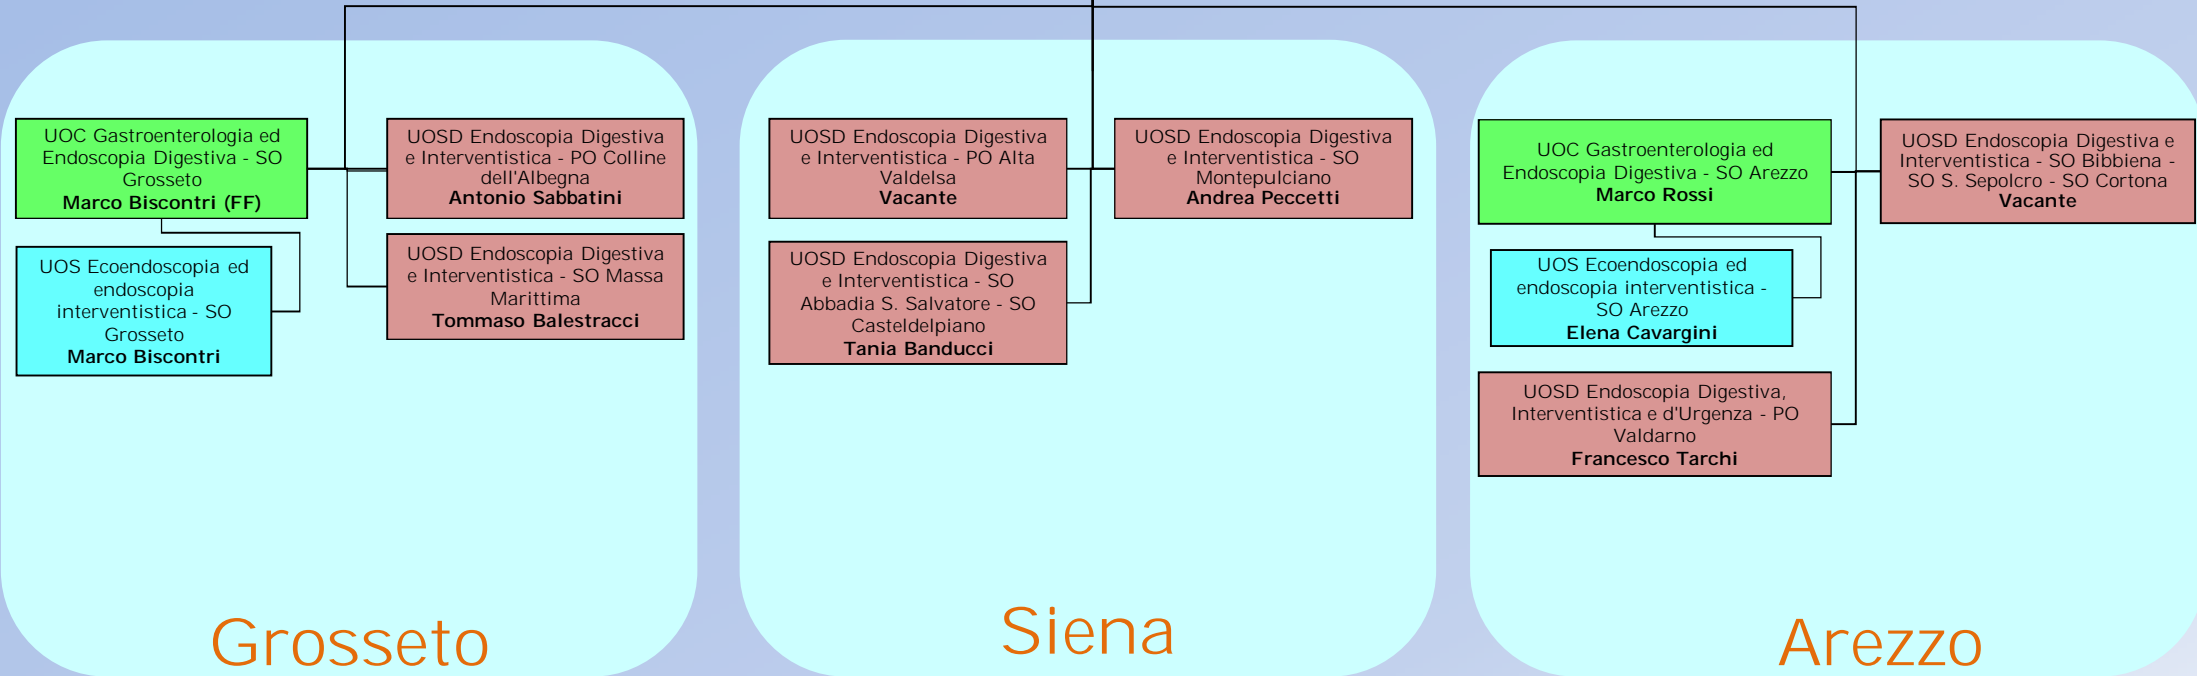 UOC Gastroenterologia ed
Endoscopia Digestiva - SO
Grosseto
Marco Biscontri (FF)
UOSD Endoscopia Digestiva
e Interventistica - PO Colline
dell'Albegna
Antonio Sabbatini
UOS Ecoendoscopia ed
endoscopia
interventistica - SO
Grosseto
Marco Biscontri
UOSD Endoscopia Digestiva
e Interventistica - SO Massa
Marittima
Tommaso Balestracci
Grosseto
UOSD Endoscopia Digestiva
e Interventistica - PO Alta
Valdelsa
Vacante
UOSD Endoscopia Digestiva
e Interventistica - SO
Montepulciano
Andrea Peccetti
UOSD Endoscopia Digestiva
e Interventistica - SO
Abbadia S. Salvatore - SO
Casteldelpiano
Tania Banducci
Siena
UOC Gastroenterologia ed
Endoscopia Digestiva - SO Arezzo
Marco Rossi
UOSD Endoscopia Digestiva e
Interventistica - SO Bibbiena -
SO S. Sepolcro - SO Cortona
Vacante
UOS Ecoendoscopia ed
endoscopia interventistica -
SO Arezzo
Elena Cavargini
UOSD Endoscopia Digestiva,
Interventistica e d'Urgenza - PO
Valdarno
Francesco Tarchi
Arezzo